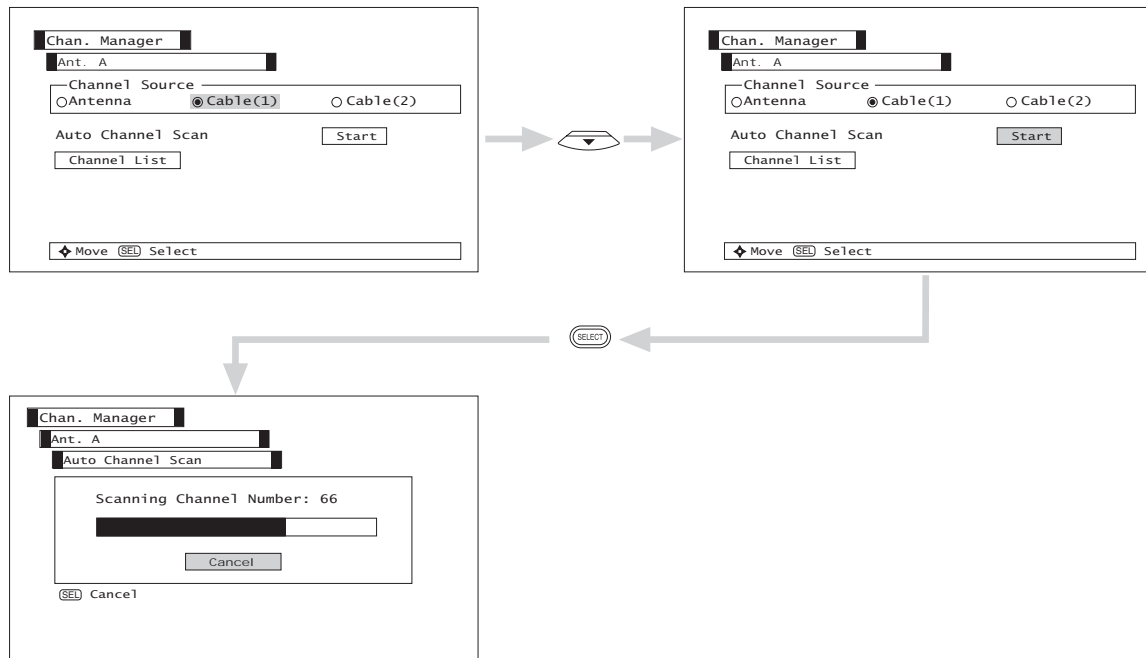 Chan. Manager
Ant. A
Channel Source
Antenna Cable(1) Cable(2)
Auto Channel Scan Start
Channel List
Move SEL Select
Chan. Manager
Ant. A
Channel Source
Antenna Cable(1) Cable(2)
Auto Channel Scan Start
Channel List
Move SEL Select
SELECT
Chan. Manager
Ant. A
Auto Channel Scan
Scanning Channel Number: 66
Cancel
SEL Cancel